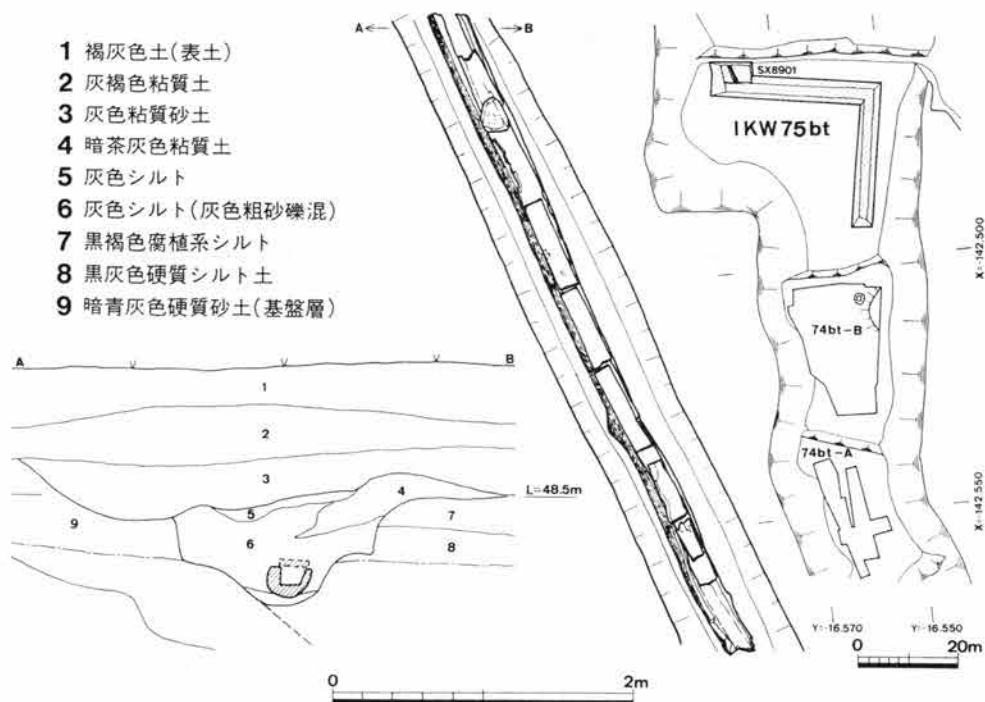 1 褐灰色土(表土)
2 灰褐色粘質土
3 灰色粘質砂土
4 暗茶灰色粘質土
5 灰色シルト
6 灰色シルト(灰色粗砂礫混)
7 黒褐色腐植系シルト
8 黒灰色硬質シルト土
9 暗青灰色硬質砂土(基盤層)
A B
1
2
3
4
L=48.5m
5
7
9
6
8
A B
SX8901
IKW75bt
X=-142.500
74bt-B
74bt-A
X=-142.550
Y=-16.570 Y=-16.550
0 20m
0 2m